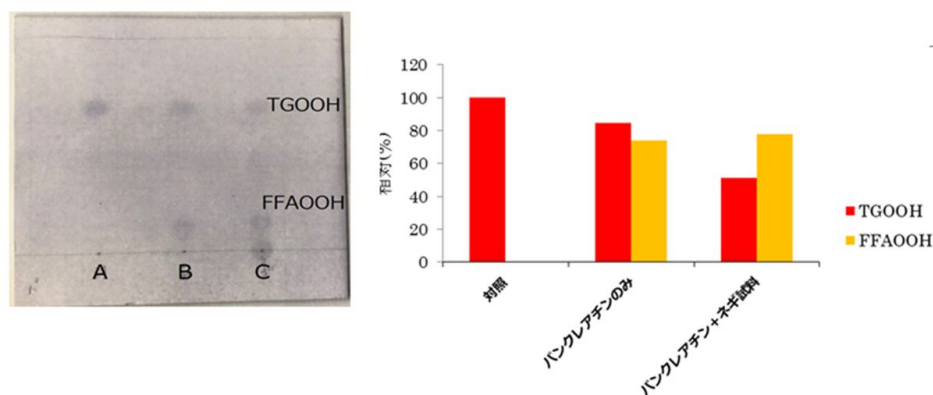 TGOOH
FFAOOH
A B C
相対(%)
120
100
80
60
40
20
0
対照
パンクレアチンのみ
パンクレアチン+ネギ試料
TGOOH
FFAOOH